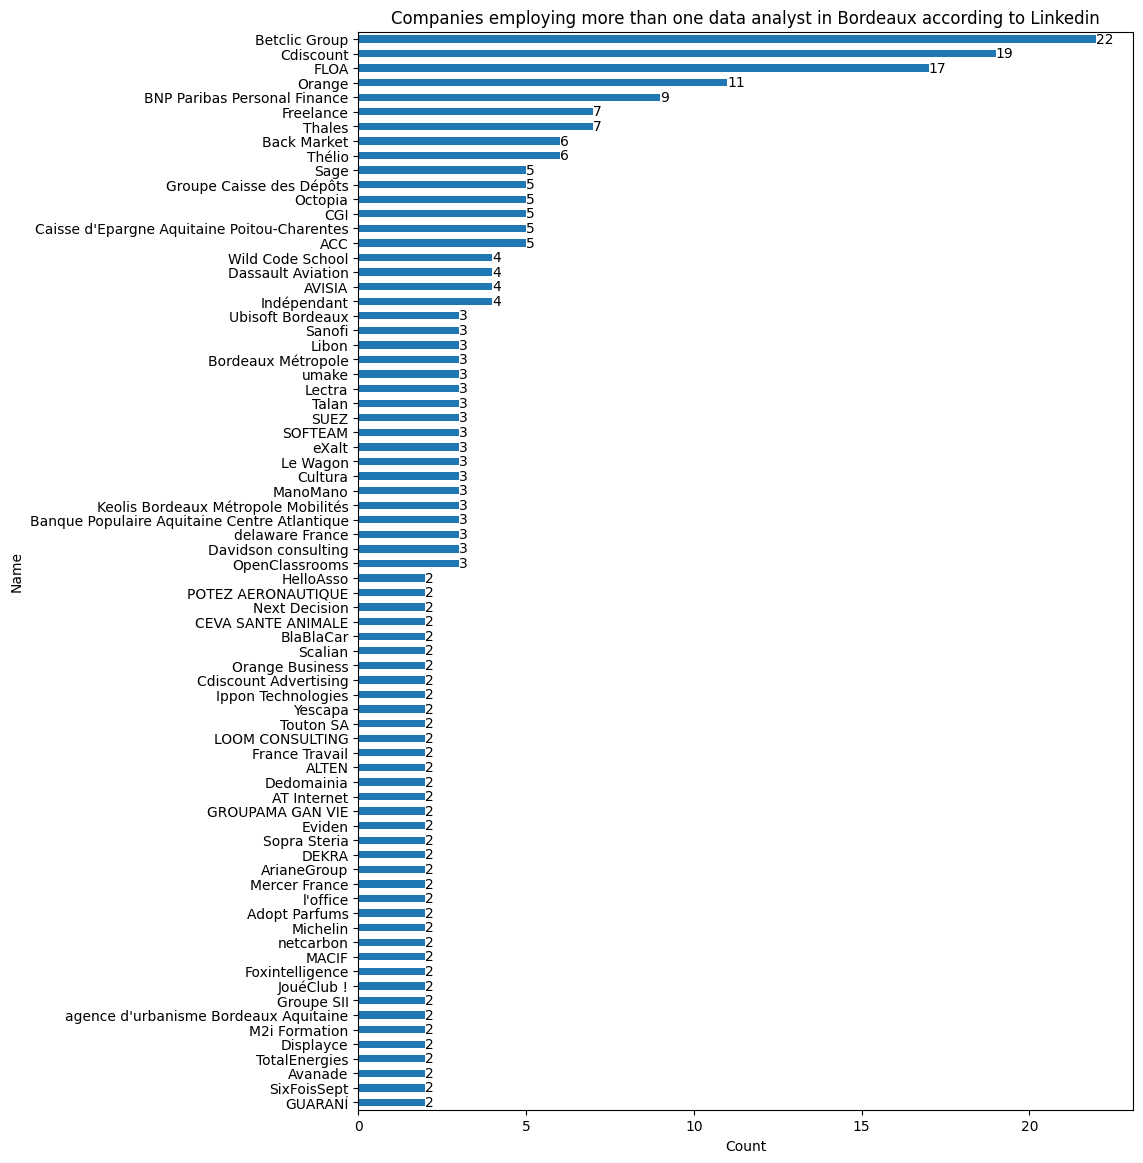 Companies employing more than one data analyst in Bordeaux according to Linkedin
Betclic Group 22
Cdiscount 19
FLOA 17
Orange 11
BNP Paribas Personal Finance 9
Freelance 7
Thales 7
Back Market 6
Thélio 6
Sage 5
Groupe Caisse des Dépôts 5
Octopia 5
CGI 5
Caisse d'Epargne Aquitaine Poitou-Charentes 5
ACC 5
Wild Code School 4
Dassault Aviation 4
AVISIA 4
Indépendant 4
Ubisoft Bordeaux 3
Sanofi 3
Libon 3
Bordeaux Métropole 3
umake 3
Lectra 3
Talan 3
SUEZ 3
SOFTEAM 3
eXalt 3
Le Wagon 3
Cultura 3
ManoMano 3
Keolis Bordeaux Métropole Mobilités 3
Banque Populaire Aquitaine Centre Atlantique 3
delaware France 3
Davidson consulting 3
OpenClassrooms 3
HelloAsso 2
POTEZ AERONAUTIQUE 2
Next Decision 2
CEVA SANTE ANIMALE 2
BlaBlaCar 2
Scalian 2
Orange Business 2
Cdiscount Advertising 2
Ippon Technologies 2
Yescapa 2
Touton SA 2
LOOM CONSULTING 2
France Travail 2
ALTEN 2
Dedomainia 2
AT Internet 2
GROUPAMA GAN VIE 2
Eviden 2
Sopra Steria 2
DEKRA 2
ArianeGroup 2
Mercer France 2
l'office 2
Adopt Parfums 2
Michelin 2
netcarbon 2
MACIF 2
Foxintelligence 2
JouéClub ! 2
Groupe SII 2
agence d'urbanisme Bordeaux Aquitaine 2
M2i Formation 2
Displayce 2
TotalEnergies 2
Avanade 2
SixFoisSept 2
GUARANI 2
Name
0 5 10 15 20
Count